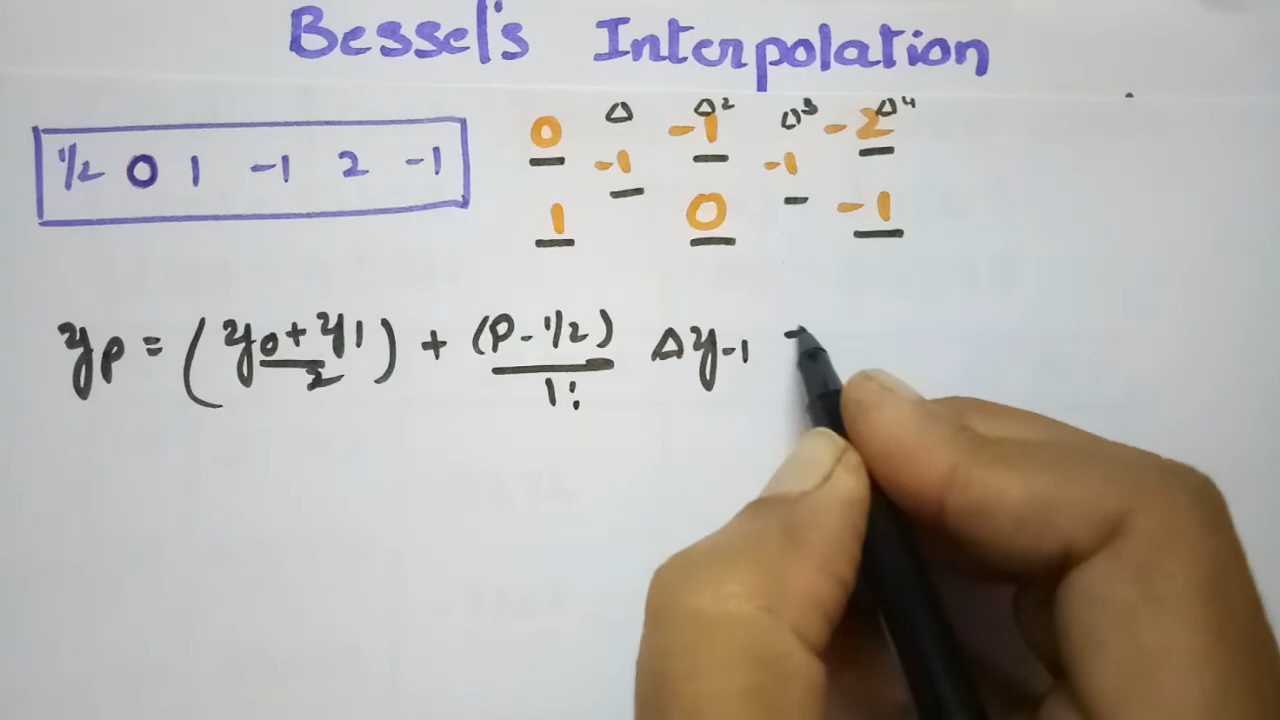 Bessel's Interpolation
Δ Δ² Δ³ Δ⁴
0 -1 -2
1/2 0 1 -1 2 -1
-1 -1
1 0 -1
yp = (y0 + y1 / 2) + (p - 1/2) / 1! Δy-1